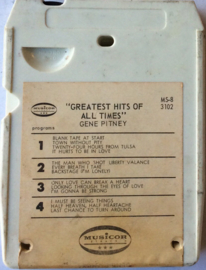 musicor
"GREATEST HITS OF
ALL TIMES"
GENE PITNEY
M5-8
3102
programs
1
BLANK TAPE AT START
TOWN WITHOUT PITY
TWENTY-FOUR HOURS FROM TULSA
IT HURTS TO BE IN LOVE
2
THE MAN WHO SHOT LIBERTY VALANCE
EVERY BREATH I TAKE
BACKSTAGE I'M LONELY
3
ONLY LOVE CAN BREAK A HEART
LOOKING THROUGH THE EYES OF LOVE
I'M GONNA BE STRONG
4
I MUST BE SEEING THINGS
HALF HEAVEN, HALF HEARTACHE
LAST CHANCE TO TURN AROUND
MUSICOR